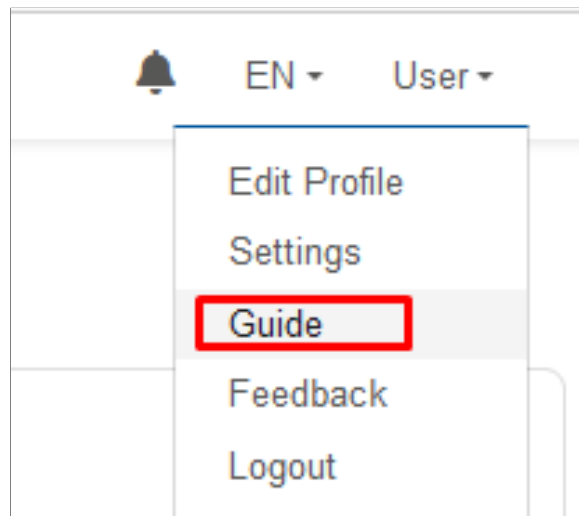 EN User
Edit Profile
Settings
Guide
Feedback
Logout